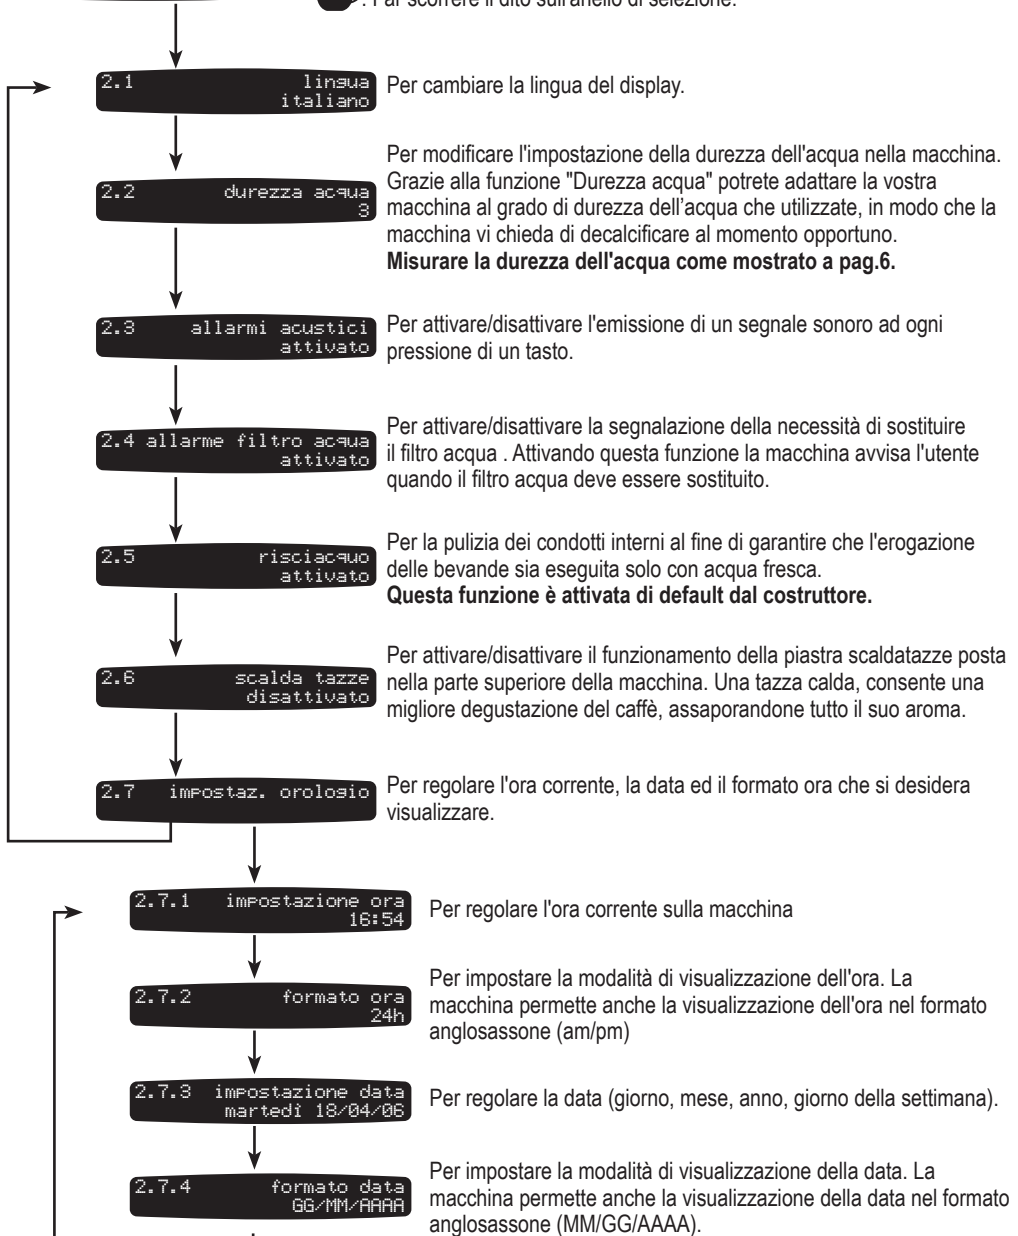 : Far scorrere il dito sull'anello di selezione.
2.1 lingua
italiano
Per cambiare la lingua del display.
2.2 durezza acqua
3
Per modificare l'impostazione della durezza dell'acqua nella macchina.
Grazie alla funzione "Durezza acqua" potrete adattare la vostra
macchina al grado di durezza dell’acqua che utilizzate, in modo che la
macchina vi chieda di decalcificare al momento opportuno.
Misurare la durezza dell'acqua come mostrato a pag.6.
2.3 allarmi acustici
attivato
Per attivare/disattivare l'emissione di un segnale sonoro ad ogni
pressione di un tasto.
2.4 allarme filtro acqua
attivato
Per attivare/disattivare la segnalazione della necessità di sostituire
il filtro acqua . Attivando questa funzione la macchina avvisa l'utente
quando il filtro acqua deve essere sostituito.
2.5 risciacquo
attivato
Per la pulizia dei condotti interni al fine di garantire che l'erogazione
delle bevande sia eseguita solo con acqua fresca.
Questa funzione è attivata di default dal costruttore.
2.6 scalda tazze
disattivato
Per attivare/disattivare il funzionamento della piastra scaldatazze posta
nella parte superiore della macchina. Una tazza calda, consente una
migliore degustazione del caffè, assaporandone tutto il suo aroma.
2.7 impostaz. orologio
Per regolare l'ora corrente, la data ed il formato ora che si desidera
visualizzare.
2.7.1 impostazione ora
16:54
Per regolare l'ora corrente sulla macchina
2.7.2 formato ora
24h
Per impostare la modalità di visualizzazione dell'ora. La
macchina permette anche la visualizzazione dell'ora nel formato
anglosassone (am/pm)
2.7.3 impostazione data
martedì 18/04/06
Per regolare la data (giorno, mese, anno, giorno della settimana).
2.7.4 formato data
GG/MM/AAAA
Per impostare la modalità di visualizzazione della data. La
macchina permette anche la visualizzazione della data nel formato
anglosassone (MM/GG/AAAA).